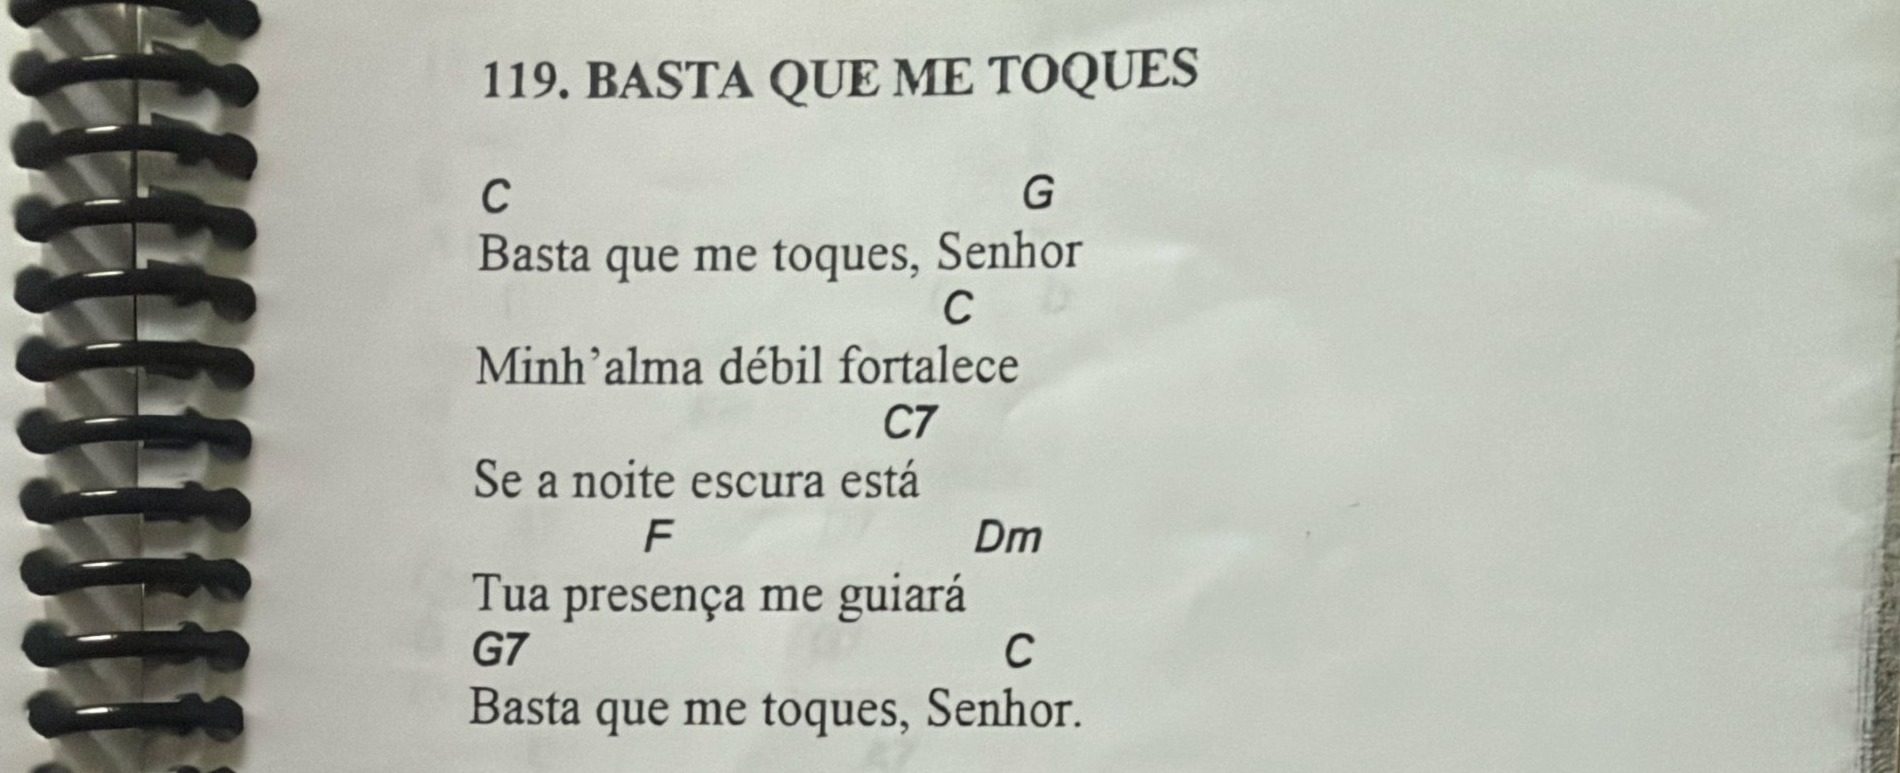 119. BASTA QUE ME TOQUES
C G
Basta que me toques, Senhor
C
Minh’alma débil fortalece
C7
Se a noite escura está
F Dm
Tua presença me guiará
G7 C
Basta que me toques, Senhor.